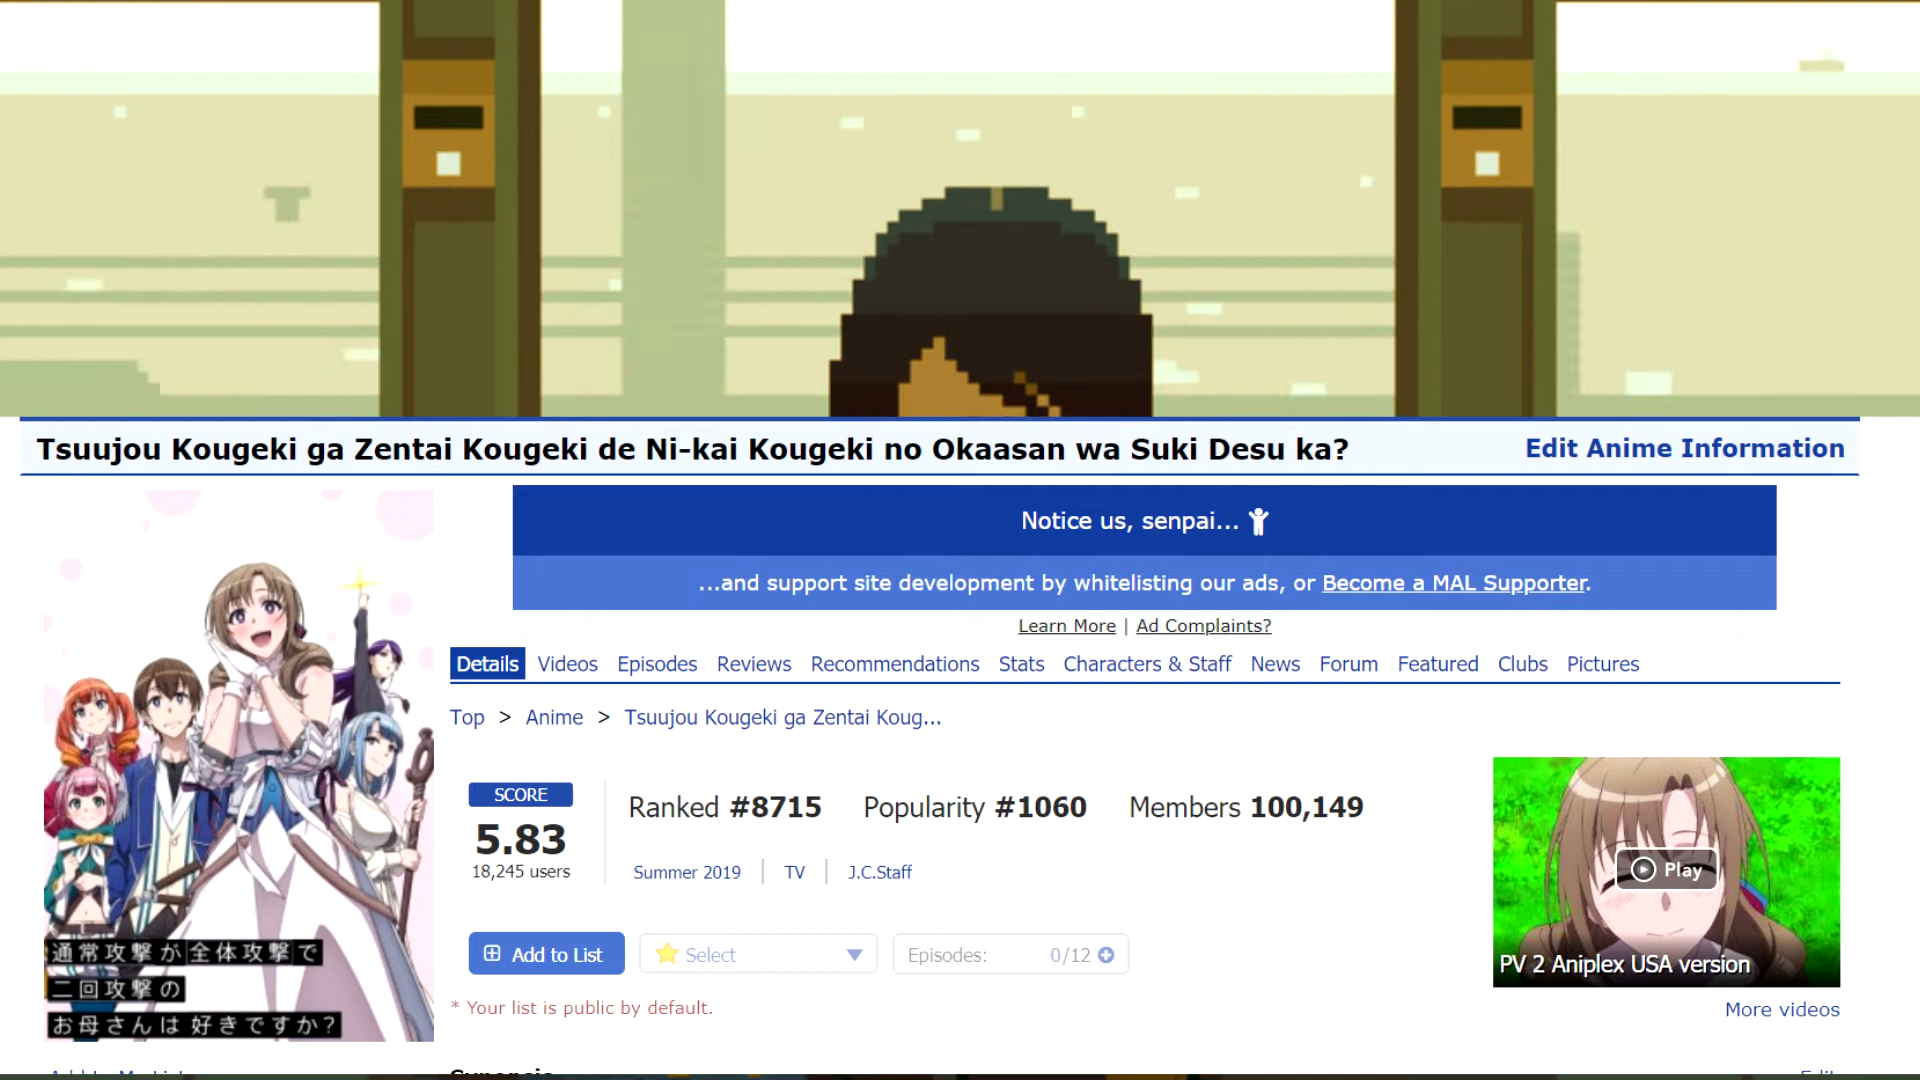 Tsuujou Kougeki ga Zentai Kougeki de Ni-kai Kougeki no Okaasan wa Suki Desu ka?
Edit Anime Information
Notice us, senpai...
...and support site development by whitelisting our ads, or Become a MAL Supporter.
Learn More | Ad Complaints?
Details Videos Episodes Reviews Recommendations Stats Characters & Staff News Forum Featured Clubs Pictures
Top > Anime > Tsuujou Kougeki ga Zentai Koug...
SCORE
5.83
18,245 users
Ranked #8715 Popularity #1060 Members 100,149
Summer 2019 | TV | J.C.Staff
Add to List
Select
Episodes: 0/12
* Your list is public by default.
Play
PV 2 Aniplex USA version
More videos
通常攻撃が全体攻撃で
二回攻撃の
お母さんは好きですか?